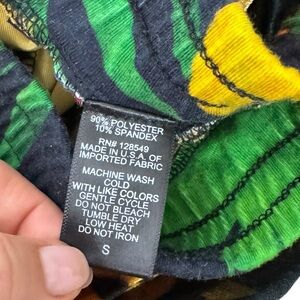 90% POLYESTER
10% SPANDEX
RN# 128549
MADE IN U.S.A. OF
IMPORTED FABRIC
MACHINE WASH
COLD
WITH LIKE COLORS
GENTLE CYCLE
DO NOT BLEACH
TUMBLE DRY
LOW HEAT
DO NOT IRON
S